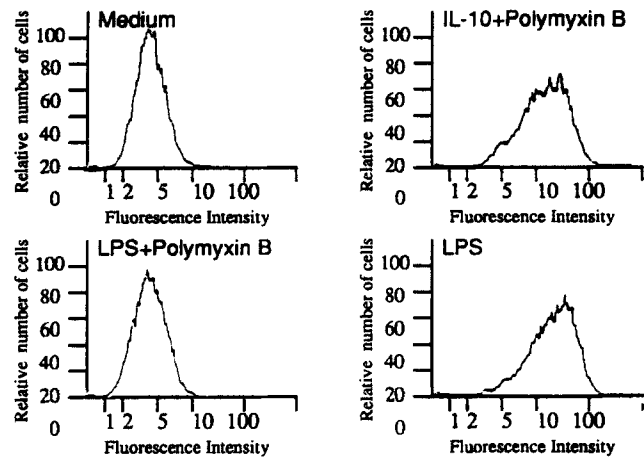 Medium
Relative number of cells
100
80
60
40
20
0
1 2 5 10 100
Fluorescence Intensity
IL-10+Polymyxin B
Relative number of cells
100
80
60
40
20
0
1 2 5 10 100
Fluorescence Intensity
LPS+Polymyxin B
Relative number of cells
100
80
60
40
20
0
1 2 5 10 100
Fluorescence Intensity
LPS
Relative number of cells
100
80
60
40
20
0
1 2 5 10 100
Fluorescence Intensity